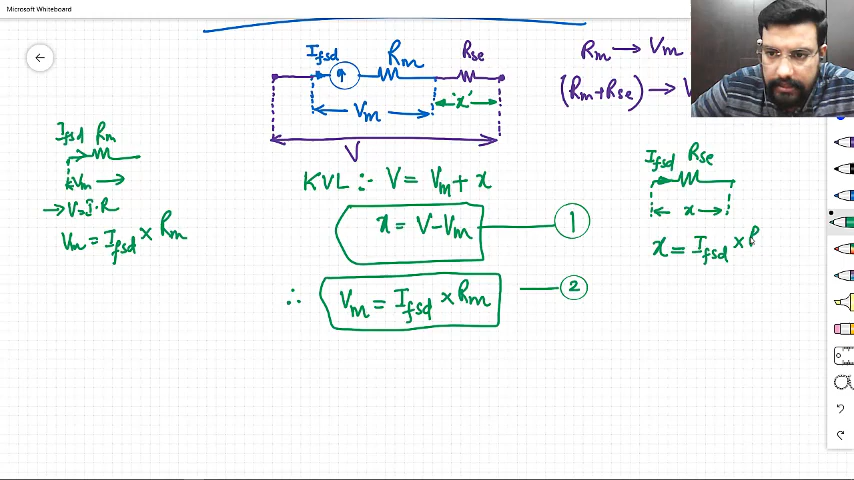 Microsoft Whiteboard
Ifsd Rm Rse
Vm 'x'
V
Rm → Vm
(Rm+Rse) → V
Ifsd Rm
Vm
→ V=I·R
Vm = Ifsd × Rm
KVL :- V = Vm + x
x = V - Vm 1
∴ Vm = Ifsd × Rm 2
Ifsd Rse
x
x = Ifsd × R